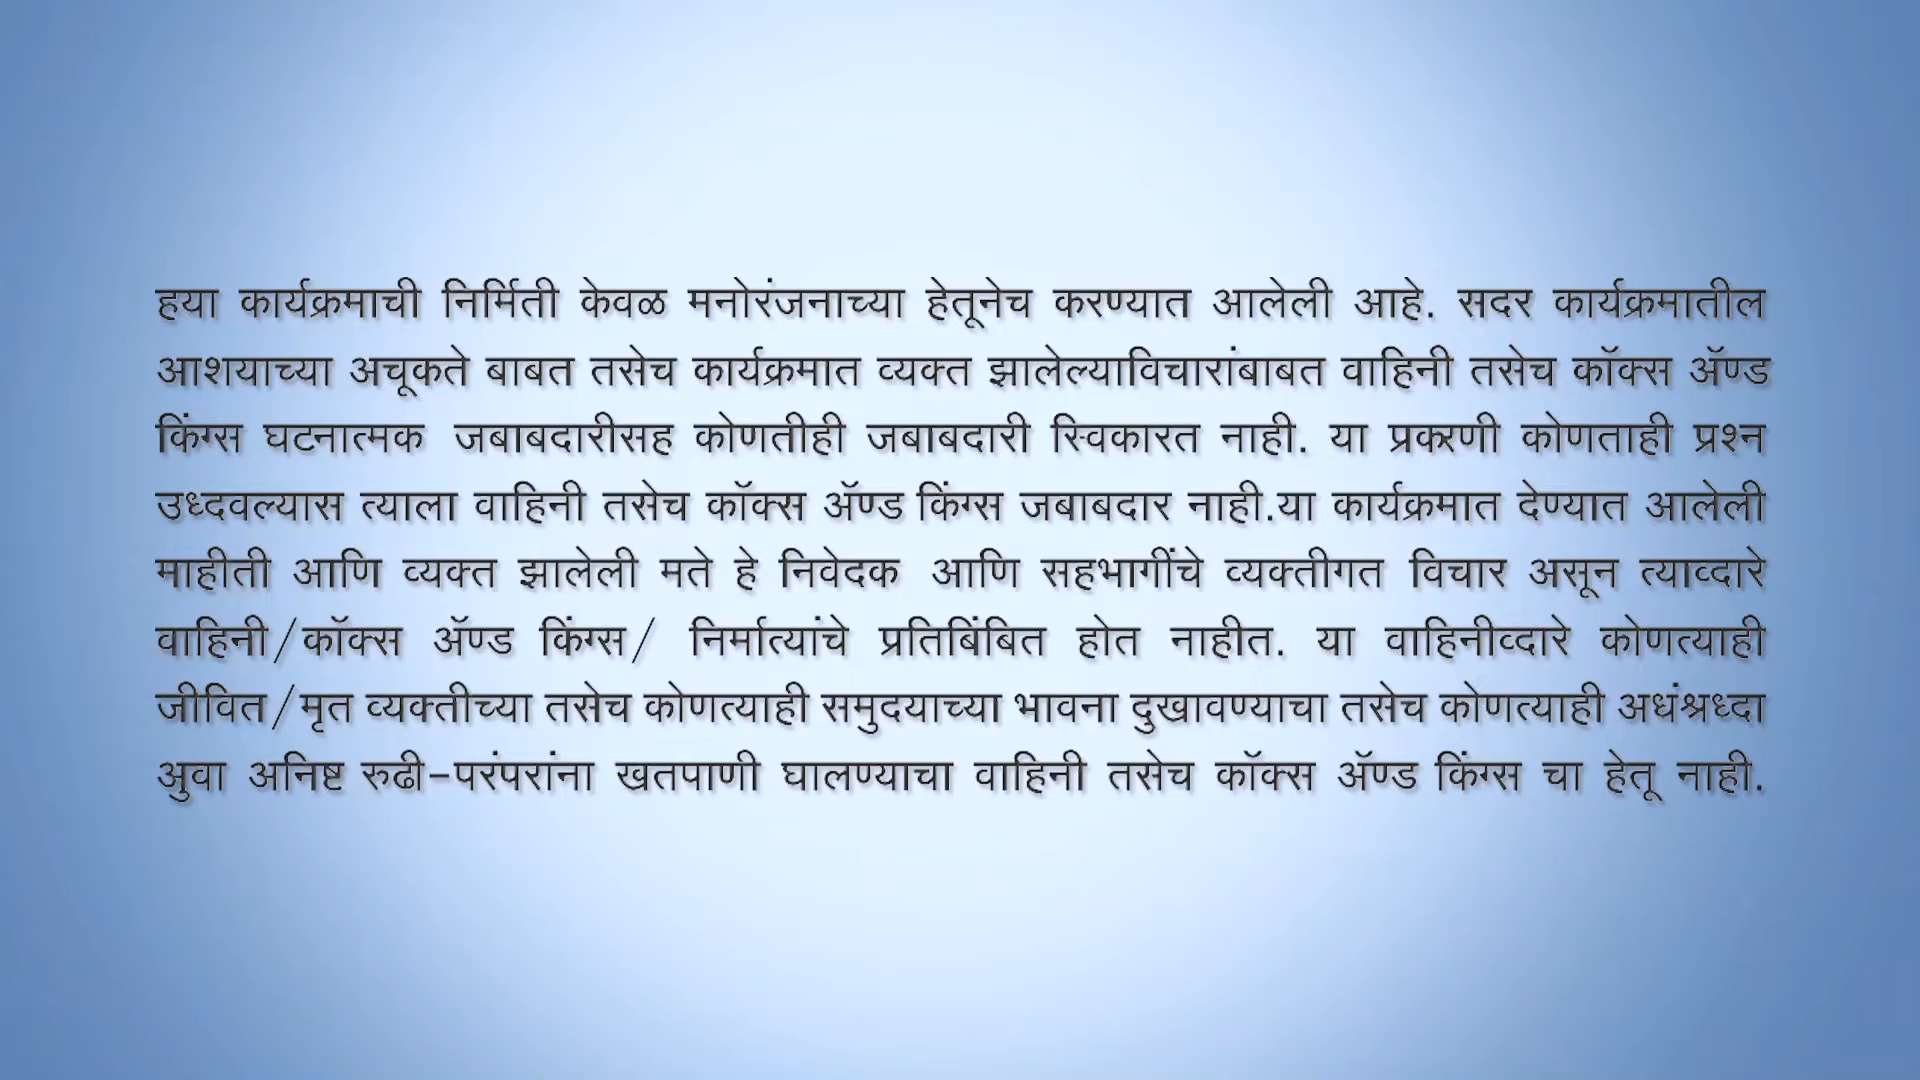 हया कार्यक्रमाची निर्मिती केवळ मनोरंजनाच्या हेतूनेच करण्यात आलेली आहे. सदर कार्यक्रमातील
आशयाच्या अचूकते बाबत तसेच कार्यक्रमात व्यक्त झालेल्याविचारांबाबत वाहिनी तसेच कॉक्स ॲण्ड
किंग्स घटनात्मक जबाबदारीसह कोणतीही जबाबदारी स्विकारत नाही. या प्रकरणी कोणताही प्रश्न
उध्दवल्यास त्याला वाहिनी तसेच कॉक्स ॲण्ड किंग्स जबाबदार नाही.या कार्यक्रमात देण्यात आलेली
माहीती आणि व्यक्त झालेली मते हे निवेदक आणि सहभागींचे व्यक्तीगत विचार असून त्याव्दारे
वाहिनी/कॉक्स ॲण्ड किंग्स/ निर्मात्यांचे प्रतिबिंबित होत नाहीत. या वाहिनीव्दारे कोणत्याही
जीवित/मृत व्यक्तीच्या तसेच कोणत्याही समुदयाच्या भावना दुखावण्याचा तसेच कोणत्याही अधंश्रध्दा
अुवा अनिष्ट रुढी-परंपरांना खतपाणी घालण्याचा वाहिनी तसेच कॉक्स ॲण्ड किंग्स चा हेतू नाही.